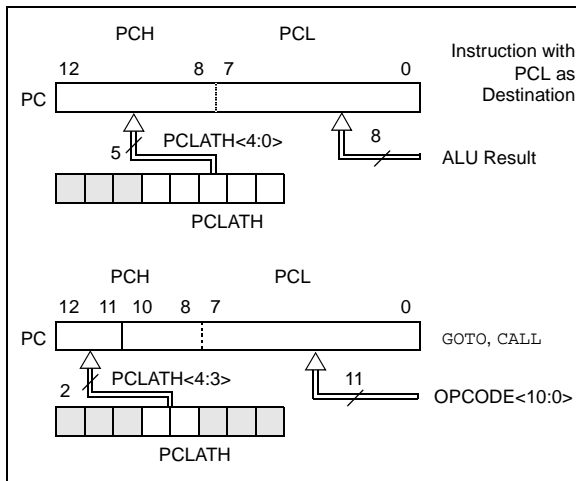 PCH PCL
12 8 7 0
Instruction with
PCL as
Destination
PC
5 PCLATH<4:0> 8
ALU Result
PCLATH
PCH PCL
12 11 10 8 7 0
PC GOTO, CALL
2 PCLATH<4:3> 11
OPCODE<10:0>
PCLATH